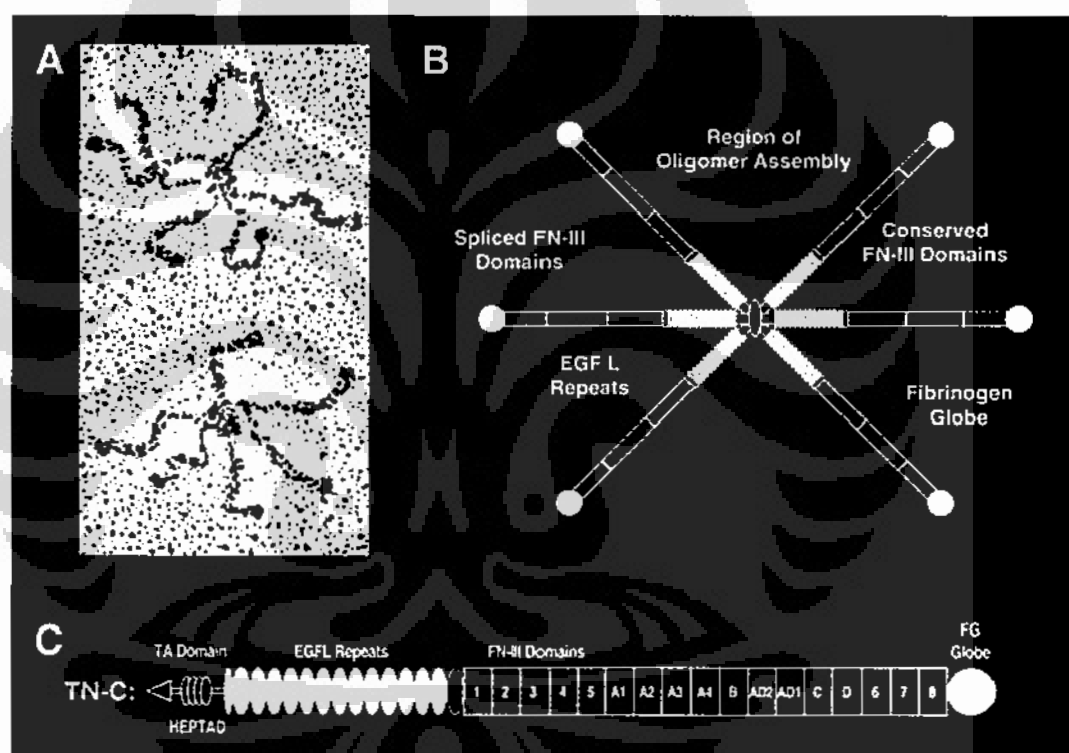 A
B
Region of
Oligomer Assembly
Spliced FN-III
Domains
Conserved
FN-III Domains
EGF L
Repeats
Fibrinogen
Globe
C
TA Domain
EGFL Repeats
FN-III Domains
FG
Globe
TN-C:
1 2 3 4 5 A1 A2 A3 A4 B AD2 AD1 C D 6 7 8
HEPTAD